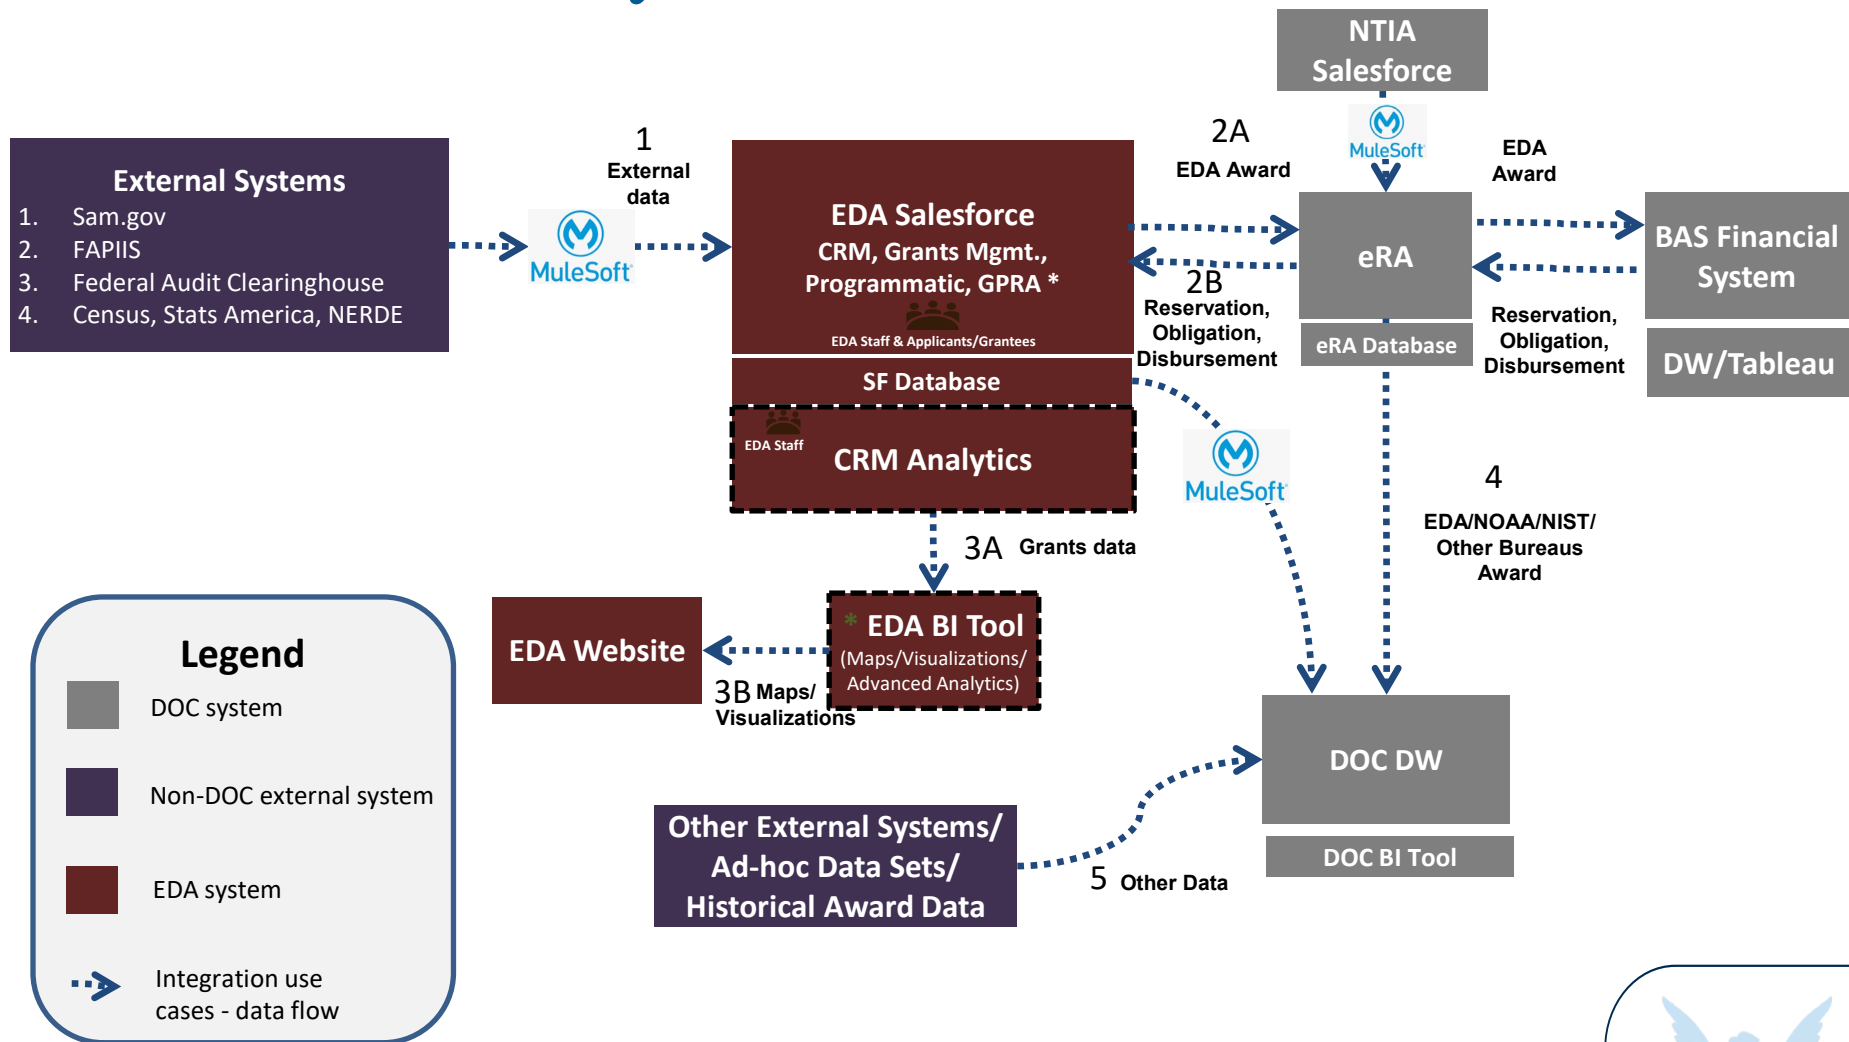 NTIA
Salesforce
MuleSoft
External Systems
1. Sam.gov
2. FAPIIS
3. Federal Audit Clearinghouse
4. Census, Stats America, NERDE
1
External
data
MuleSoft
EDA Salesforce
CRM, Grants Mgmt.,
Programmatic, GPRA *
EDA Staff & Applicants/Grantees
SF Database
EDA Staff
CRM Analytics
2A
EDA Award
2B
Reservation,
Obligation,
Disbursement
eRA
eRA Database
EDA
Award
Reservation,
Obligation,
Disbursement
BAS Financial
System
DW/Tableau
MuleSoft
4
EDA/NOAA/NIST/
Other Bureaus
Award
3A Grants data
* EDA BI Tool
(Maps/Visualizations/
Advanced Analytics)
EDA Website
3B Maps/
Visualizations
DOC DW
DOC BI Tool
Other External Systems/
Ad-hoc Data Sets/
Historical Award Data
5 Other Data
Legend
DOC system
Non-DOC external system
EDA system
Integration use
cases - data flow